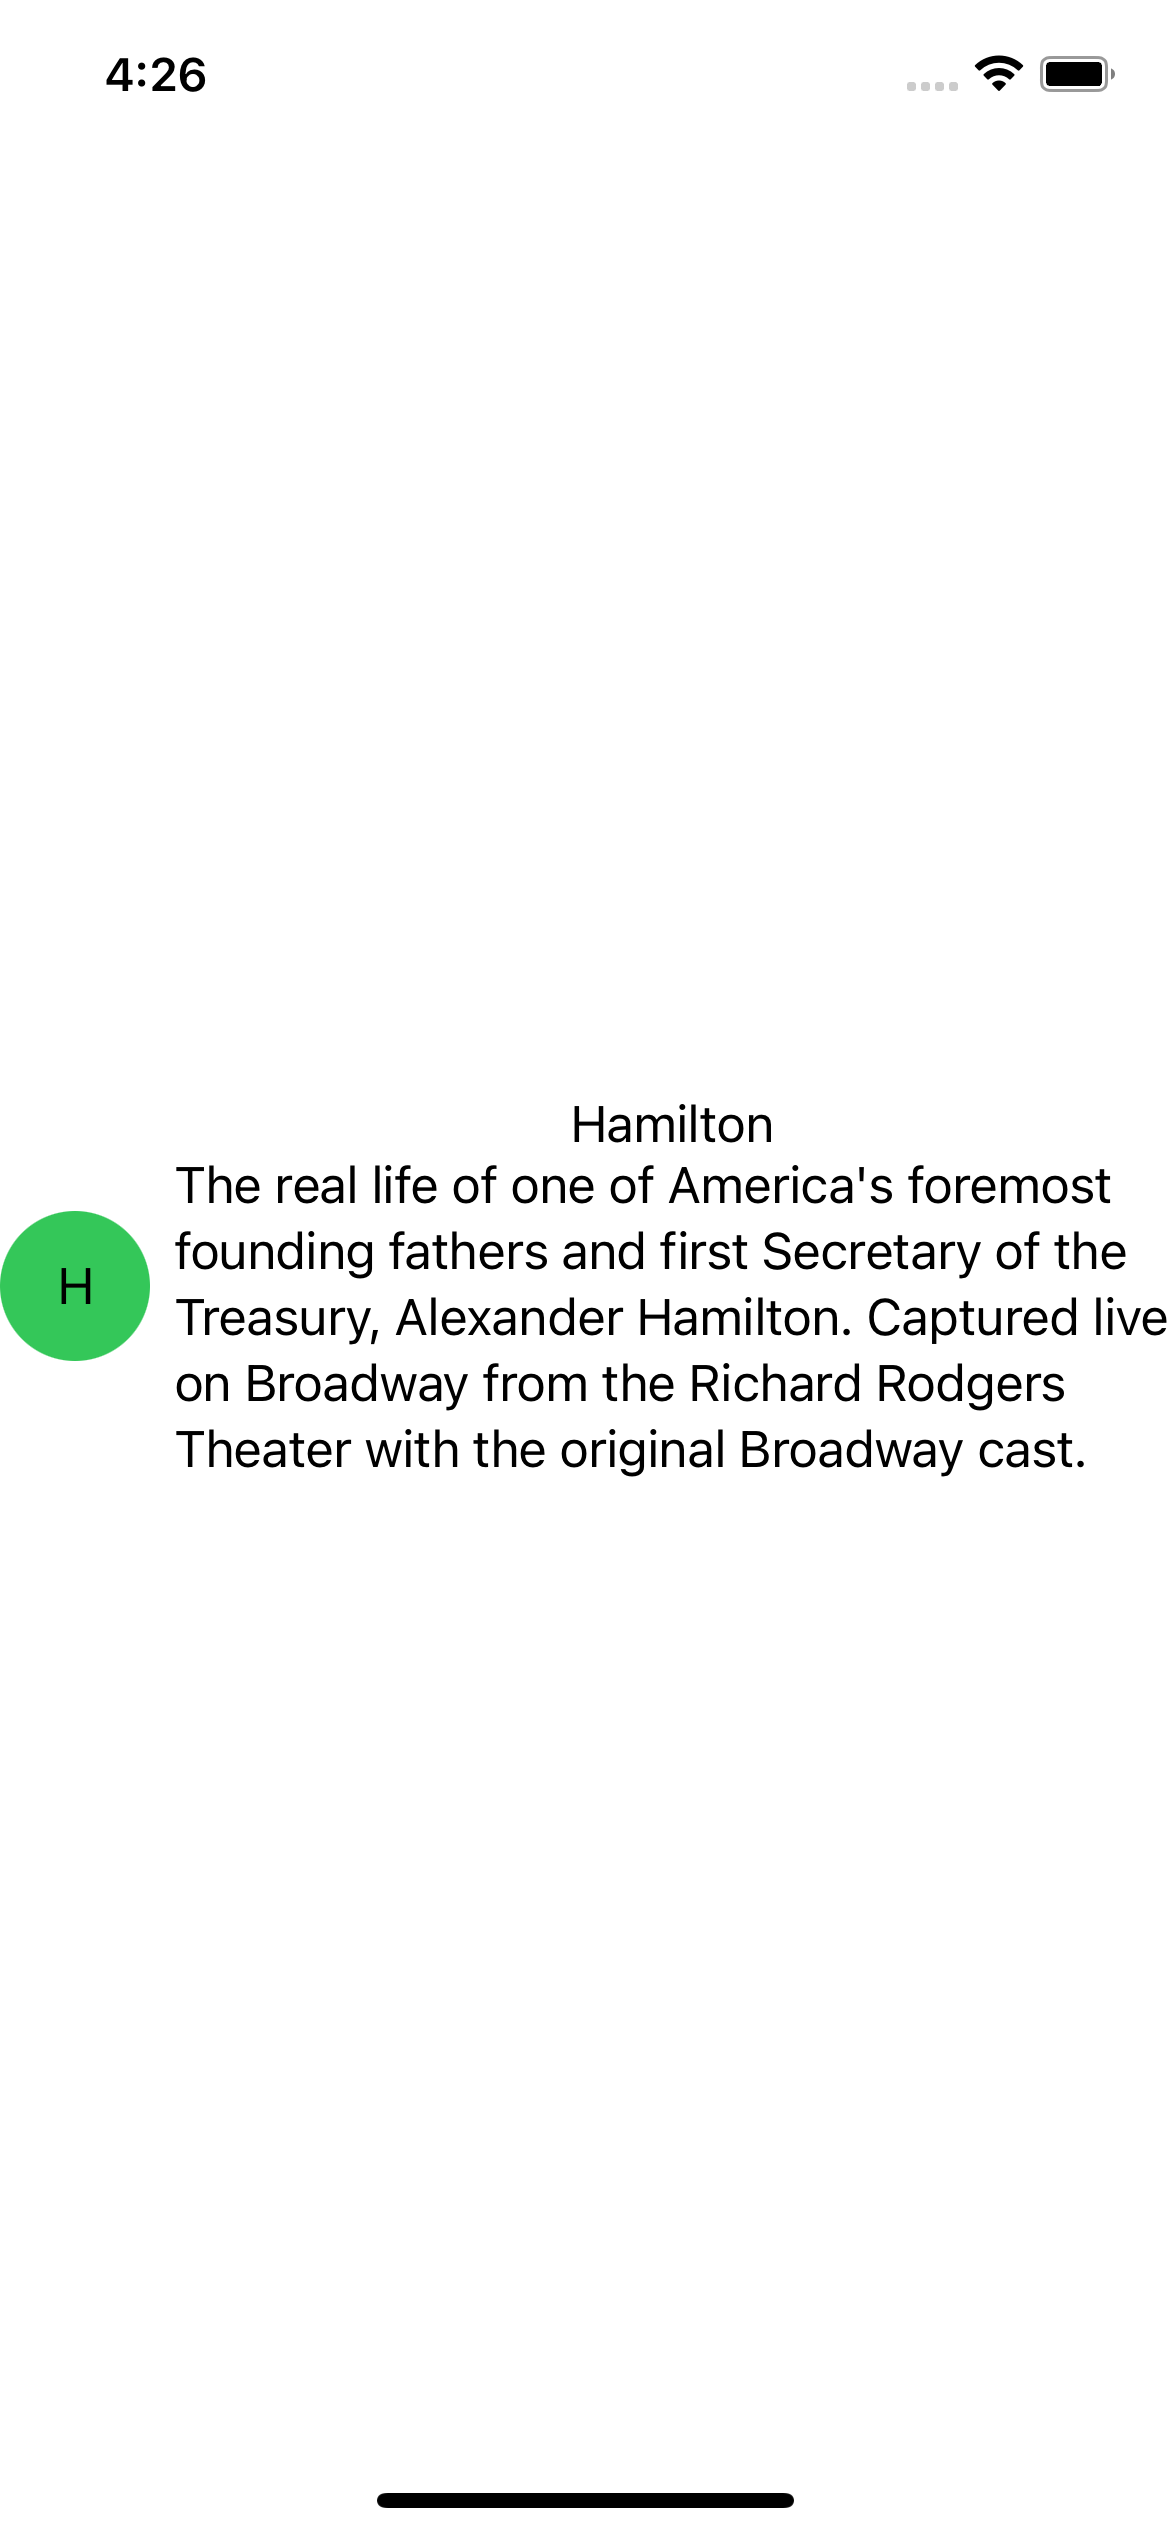 4:26
Hamilton
The real life of one of America's foremost
founding fathers and first Secretary of the
H
Treasury, Alexander Hamilton. Captured live
on Broadway from the Richard Rodgers
Theater with the original Broadway cast.